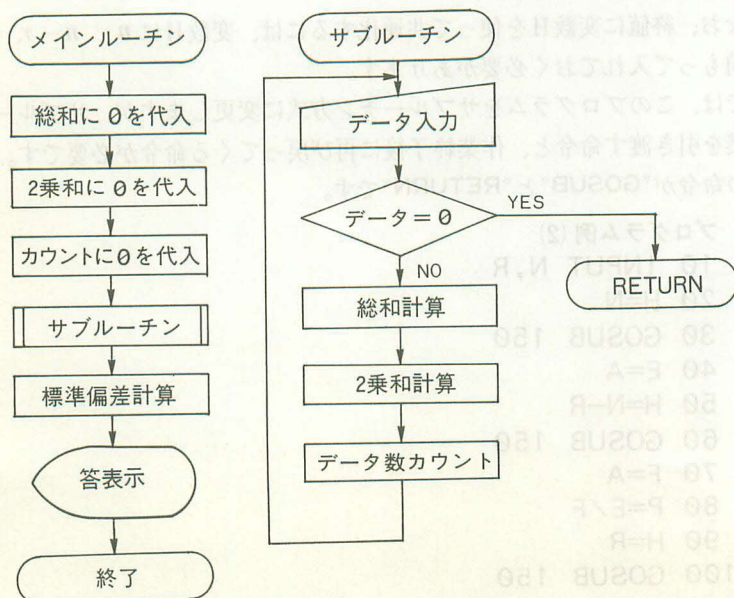 メインルーチン
総和に0を代入
2乗和に0を代入
カウントに0を代入
サブルーチン
標準偏差計算
答表示
終了
サブルーチン
データ入力
データ=0
YES
NO
RETURN
総和計算
2乗和計算
データ数カウント
プログラム例(2)
10 INPUT N,R
20 H=N
30 GOSUB 150
40 E=A
50 H=N-R
60 GOSUB 150
70 F=A
80 P=E/F
90 H=R
100 GOSUB 150